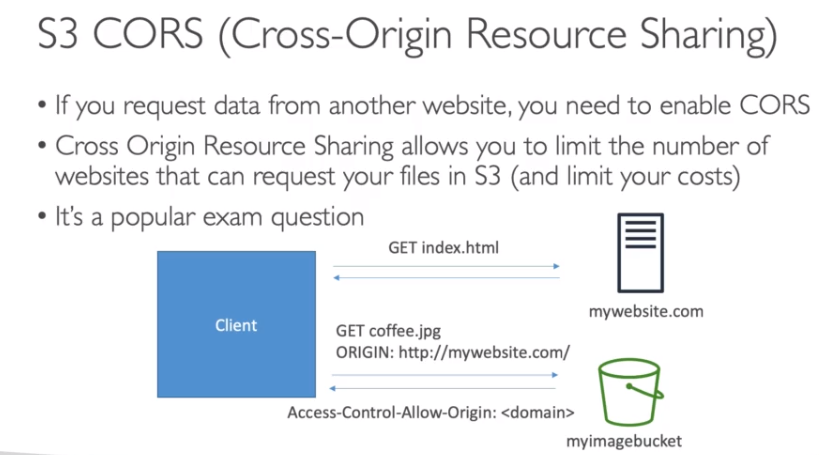 S3 CORS (Cross-Origin Resource Sharing)
• If you request data from another website, you need to enable CORS
• Cross Origin Resource Sharing allows you to limit the number of
websites that can request your files in S3 (and limit your costs)
• It's a popular exam question
GET index.html
mywebsite.com
Client
GET coffee.jpg
ORIGIN: http://mywebsite.com/
Access-Control-Allow-Origin: <domain>
myimagebucket